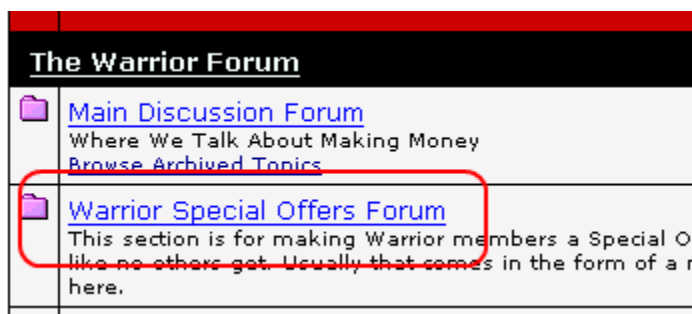 The Warrior Forum
Main Discussion Forum
Where We Talk About Making Money
Browse Archived Topics
Warrior Special Offers Forum
This section is for making Warrior members a Special O
like no others get. Usually that comes in the form of a
here.